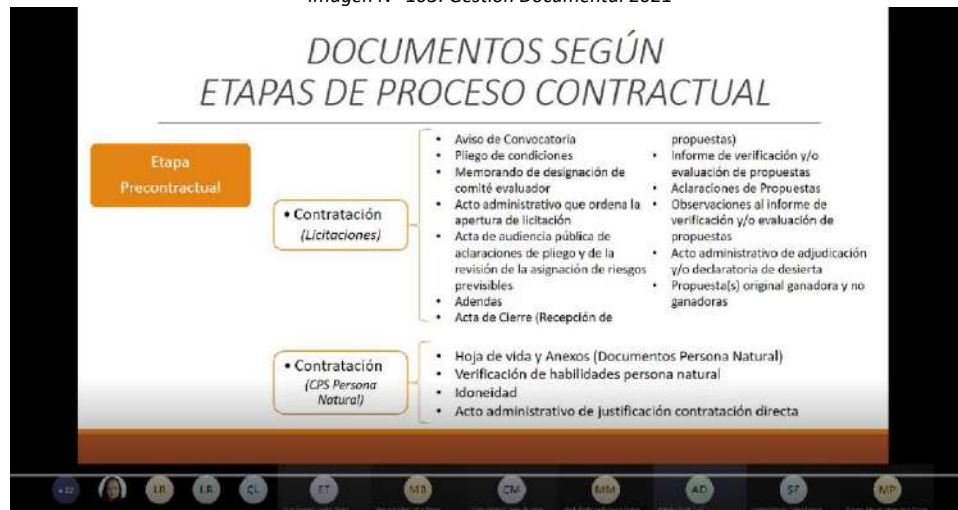 DOCUMENTOS SEGÚN
ETAPAS DE PROCESO CONTRACTUAL
Etapa
Precontractual
• Contratación
(Licitaciones)
• Aviso de Convocatoria
• Pliego de condiciones
• Memorando de designación de
comité evaluador
• Acto administrativo que ordena la
apertura de licitación
• Acta de audiencia pública de
aclaraciones de pliego y de la
revisión de la asignación de riesgos
previsibles
• Adendas
• Acta de Cierre (Recepción de
propuestas)
• Informe de verificación y/o
evaluación de propuestas
• Aclaraciones de Propuestas
• Observaciones al informe de
verificación y/o evaluación de
propuestas
• Acto administrativo de adjudicación
y/o declaratoria de desierta
• Propuesta(s) original ganadora y no
ganadoras
• Contratación
(CPS Persona
Natural)
• Hoja de vida y Anexos (Documentos Persona Natural)
• Verificación de habilidades persona natural
• Idoneidad
• Acto administrativo de justificación contratación directa
+22
LR
LR
CL
ET
MB
CM
MM
AD
SF
MP